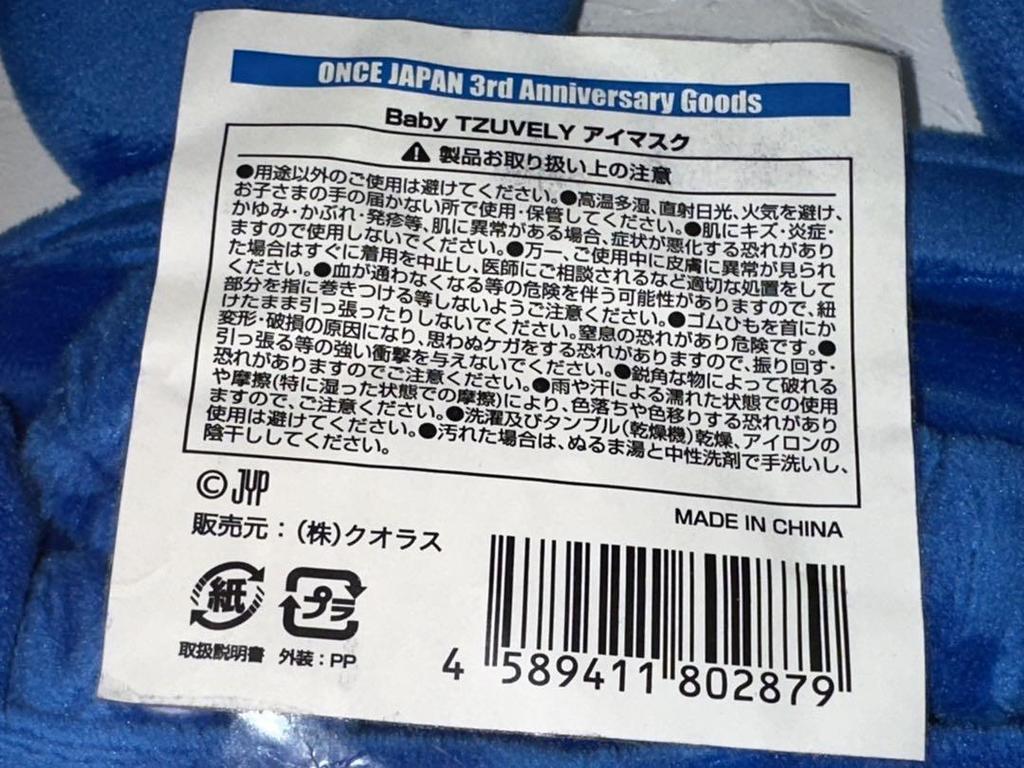 ONCE JAPAN 3rd Anniversary Goods
Baby TZUVELY アイマスク
⚠ 製品お取り扱い上の注意
●用途以外のご使用は避けてください。●高温多湿、直射日光、火気を避け、
お子さまの手の届かない所で使用・保管してください。●肌にキズ・炎症・
かゆみ・かぶれ・発疹等、肌に異常がある場合、症状が悪化する恐れがあり
ますので使用しないでください。●万一、ご使用中に皮膚に異常が見られ
た場合はすぐに着用を中止し、医師にご相談されるなど適切な処置をして
ください。●血が通わなくなる等の危険を伴う可能性がありますので、紐
部分を指に巻きつける等しないようご注意ください。●ゴムひもを首にか
けたまま引っ張ったりしないでください。窒息の恐れがあり危険です。●
変形・破損の原因になり、思わぬケガをする恐れがありますので、振り回す・
引っ張る等の強い衝撃を与えないでください。●鋭角な物によって破れる
恐れがありますのでご注意ください。●雨や汗による濡れた状態での使用
や摩擦(特に湿った状態での摩擦)により、色落ちや色移りする恐れがあり
ますので、ご注意ください。●洗濯及びタンブル(乾燥機)乾燥、アイロンの
使用は避けてください。●汚れた場合は、ぬるま湯と中性洗剤で手洗いし、
陰干ししてください。
© JYP
MADE IN CHINA
販売元：(株)クオラス
紙 プラ
取扱説明書 外装：PP
4 589411 802879